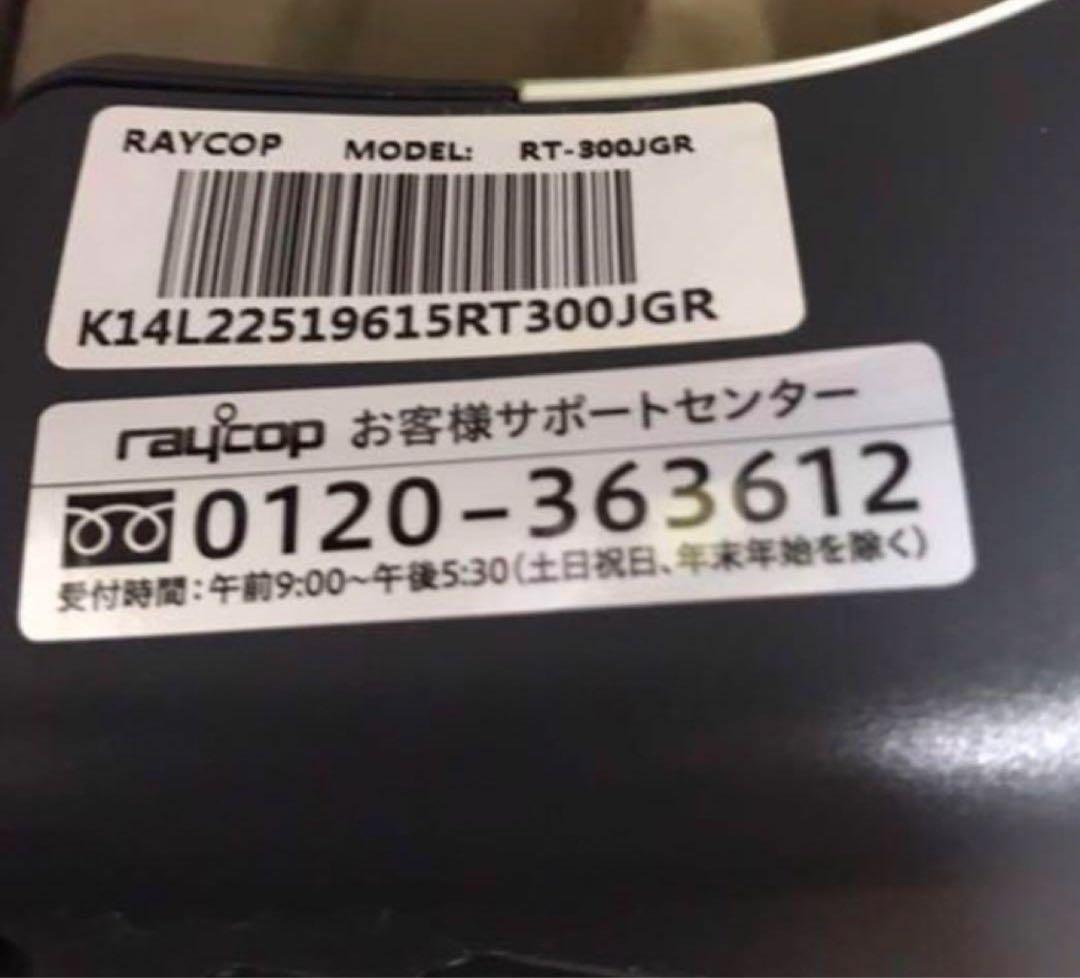 RAYCOP MODEL: RT-300JGR
K14L22519615RT300JGR
raycop お客様サポートセンター
0120-363612
受付時間:午前9:00~午後5:30(土日祝日、年末年始を除く)